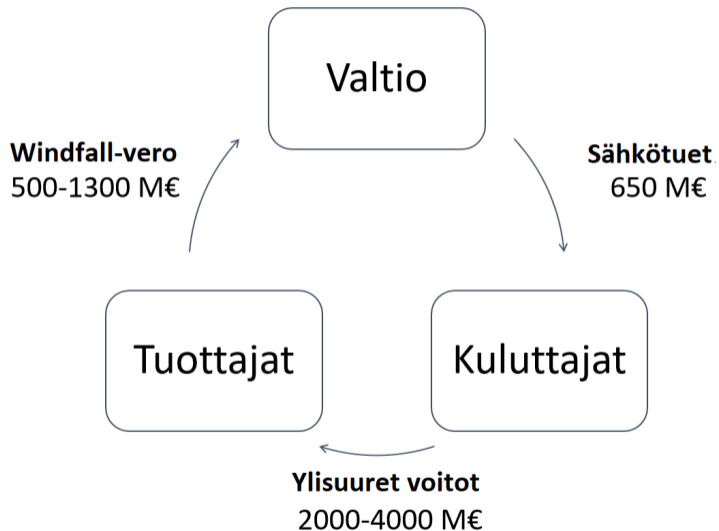 Valtio
Windfall-vero
500-1300 M€
Sähkötuet
650 M€
Tuottajat
Kuluttajat
Ylisuuret voitot
2000-4000 M€